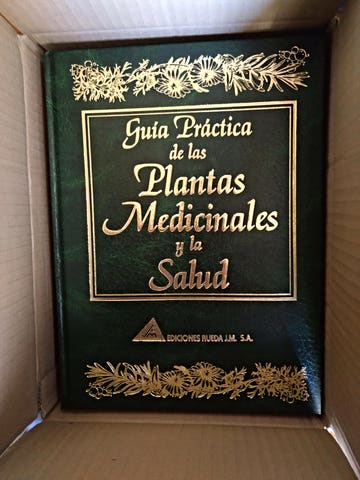 Guía Práctica
de las
Plantas
Medicinales
y la
Salud
EDICIONES RUEDA J.M. S.A.